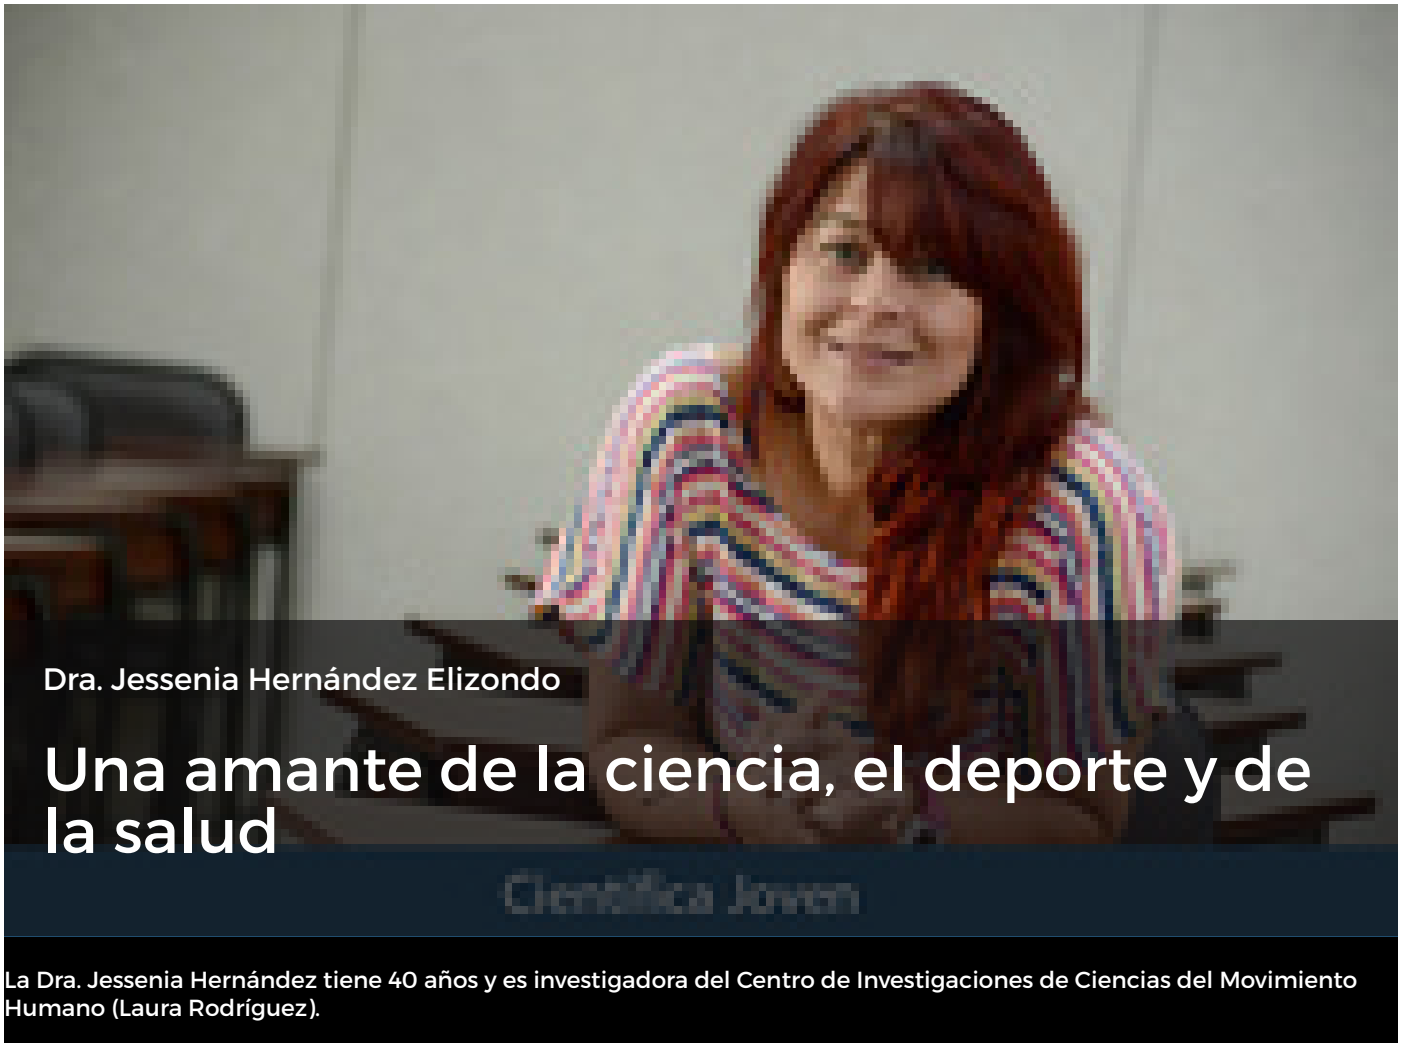 Dra. Jessenia Hernández Elizondo
Una amante de la ciencia, el deporte y de
la salud
Científica Joven
La Dra. Jessenia Hernández tiene 40 años y es investigadora del Centro de Investigaciones de Ciencias del Movimiento
Humano (Laura Rodríguez).